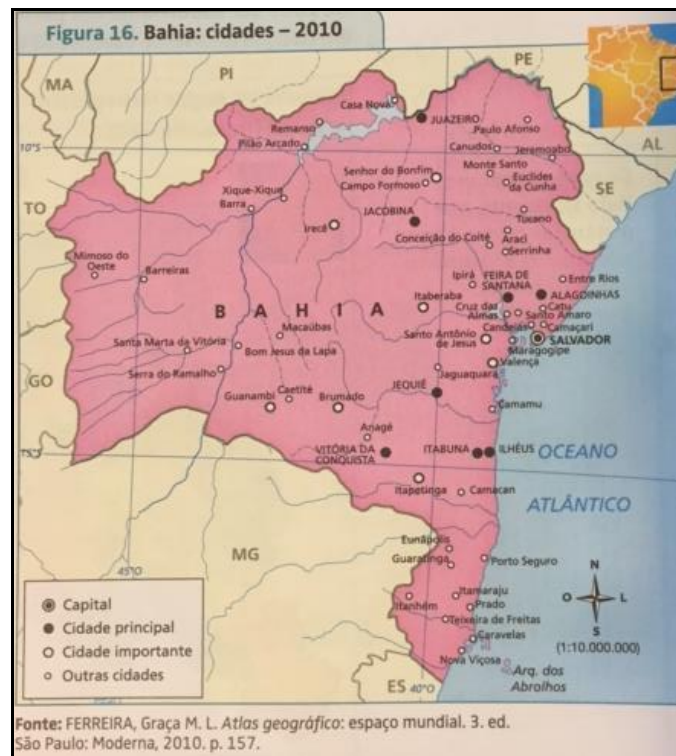 Figura 16. Bahia: cidades – 2010
MA
PI
PE
Casa Nova
JUAZEIRO
Remanso
Paulo Afonso
Pilão Arcado
10°S
Canudos
Jeremoabo
AL
Senhor do Bonfim
Monte Santo
Campo Formoso
Euclides
da Cunha
SE
Xique-Xique
TO
Barra
JACOBINA
Tucano
Irecê
Conceição do Coité
Araci
Serrinha
Mimoso do
Oeste
Barreiras
Ipirá
FEIRA DE
SANTANA
Entre Rios
Itaberaba
ALAGOINHAS
BAHIA
Cruz das
Almas
Catu
Santo Amaro
Macaúbas
Santo Antônio
de Jesus
Candeias
Camaçari
Santa Marta da Vitória
Bom Jesus da Lapa
SALVADOR
Maragogipe
Valença
GO
Serra do Ramalho
Jaguaquara
Guanambi
Caetité
Brumado
JEQUIÉ
Camamu
Anagé
15°S
VITÓRIA DA
CONQUISTA
ITABUNA
ILHÉUS
OCEANO
ATLÂNTICO
Itapetinga
Camacan
MG
Eunápolis
Guaratinga
Porto Seguro
45°O
N
O
L
S
(1:10.000.000)
Itanhém
Itamaraju
Prado
Teixeira de Freitas
Caravelas
Nova Viçosa
Arq. dos
Abrolhos
ES
40°O
Capital
Cidade principal
Cidade importante
Outras cidades
Fonte: FERREIRA, Graça M. L. Atlas geográfico: espaço mundial. 3. ed.
São Paulo: Moderna, 2010. p. 157.